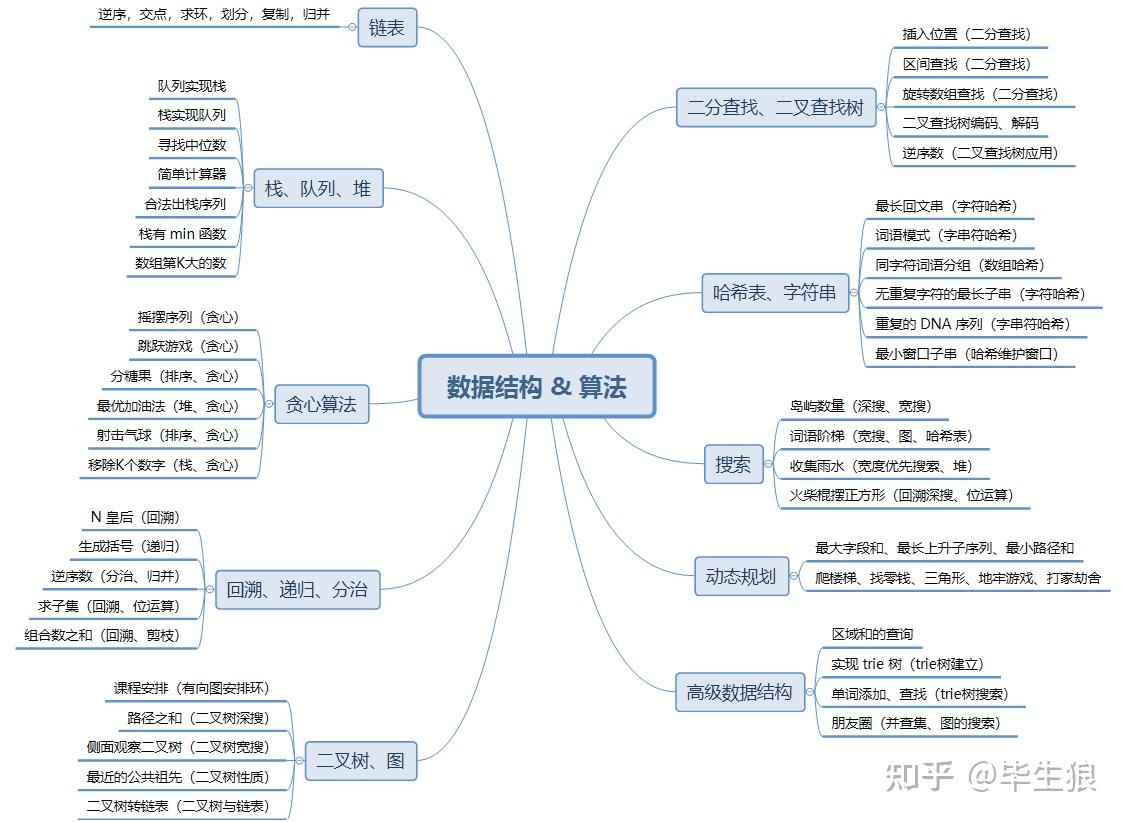 数据结构 & 算法
链表
逆序，交点，求环，划分，复制，归并
栈、队列、堆
队列实现栈
栈实现队列
寻找中位数
简单计算器
合法出栈序列
栈有 min 函数
数组第K大的数
贪心算法
摇摆序列（贪心）
跳跃游戏（贪心）
分糖果（排序、贪心）
最优加油法（堆、贪心）
射击气球（排序、贪心）
移除K个数字（栈、贪心）
回溯、递归、分治
N 皇后（回溯）
生成括号（递归）
逆序数（分治、归并）
求子集（回溯、位运算）
组合数之和（回溯、剪枝）
二叉树、图
课程安排（有向图安排环）
路径之和（二叉树深搜）
侧面观察二叉树（二叉树宽搜）
最近的公共祖先（二叉树性质）
二叉树转链表（二叉树与链表）
二分查找、二叉查找树
插入位置（二分查找）
区间查找（二分查找）
旋转数组查找（二分查找）
二叉查找树编码、解码
逆序数（二叉查找树应用）
哈希表、字符串
最长回文串（字符哈希）
词语模式（字串符哈希）
同字符词语分组（数组哈希）
无重复字符的最长子串（字符哈希）
重复的 DNA 序列（字串符哈希）
最小窗口子串（哈希维护窗口）
搜索
岛屿数量（深搜、宽搜）
词语阶梯（宽搜、图、哈希表）
收集雨水（宽度优先搜索、堆）
火柴棍摆正方形（回溯深搜、位运算）
动态规划
最大字段和、最长上升子序列、最小路径和
爬楼梯、找零钱、三角形、地牢游戏、打家劫舍
高级数据结构
区域和的查询
实现 trie 树（trie树建立）
单词添加、查找（trie树搜索）
朋友圈（并查集、图的搜索）
知乎 @毕生狼